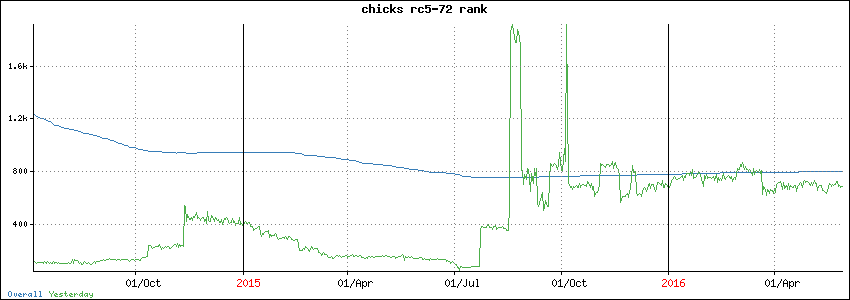 chicks rc5-72 rank
1.6k
1.2k
800
400
01/Oct 2015 01/Apr 01/Jul 01/Oct 2016 01/Apr
Overall Yesterday